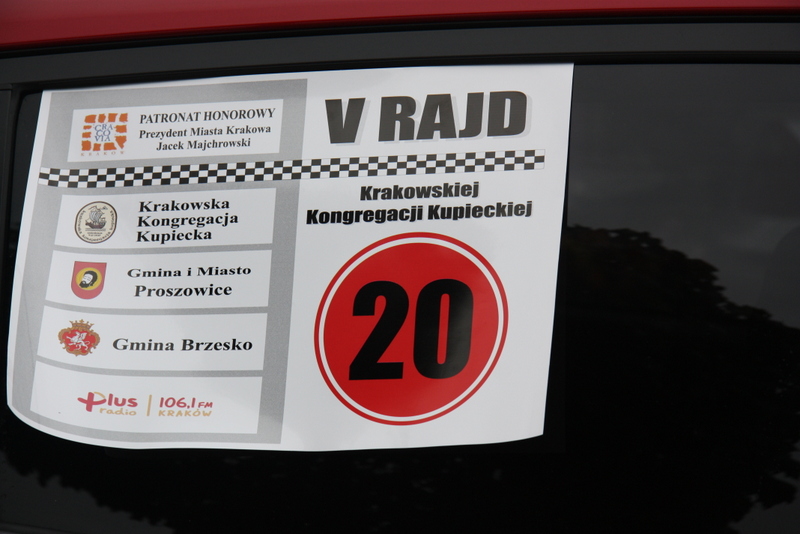 PATRONAT HONOROWY
Prezydent Miasta Krakowa
Jacek Majchrowski
Krakowska
Kongregacja
Kupiecka
Gmina i Miasto
Proszowice
Gmina Brzesko
Plus
radio
106,1 FM
KRAKÓW
V RAJD
Krakowskiej
Kongregacji Kupieckiej
20